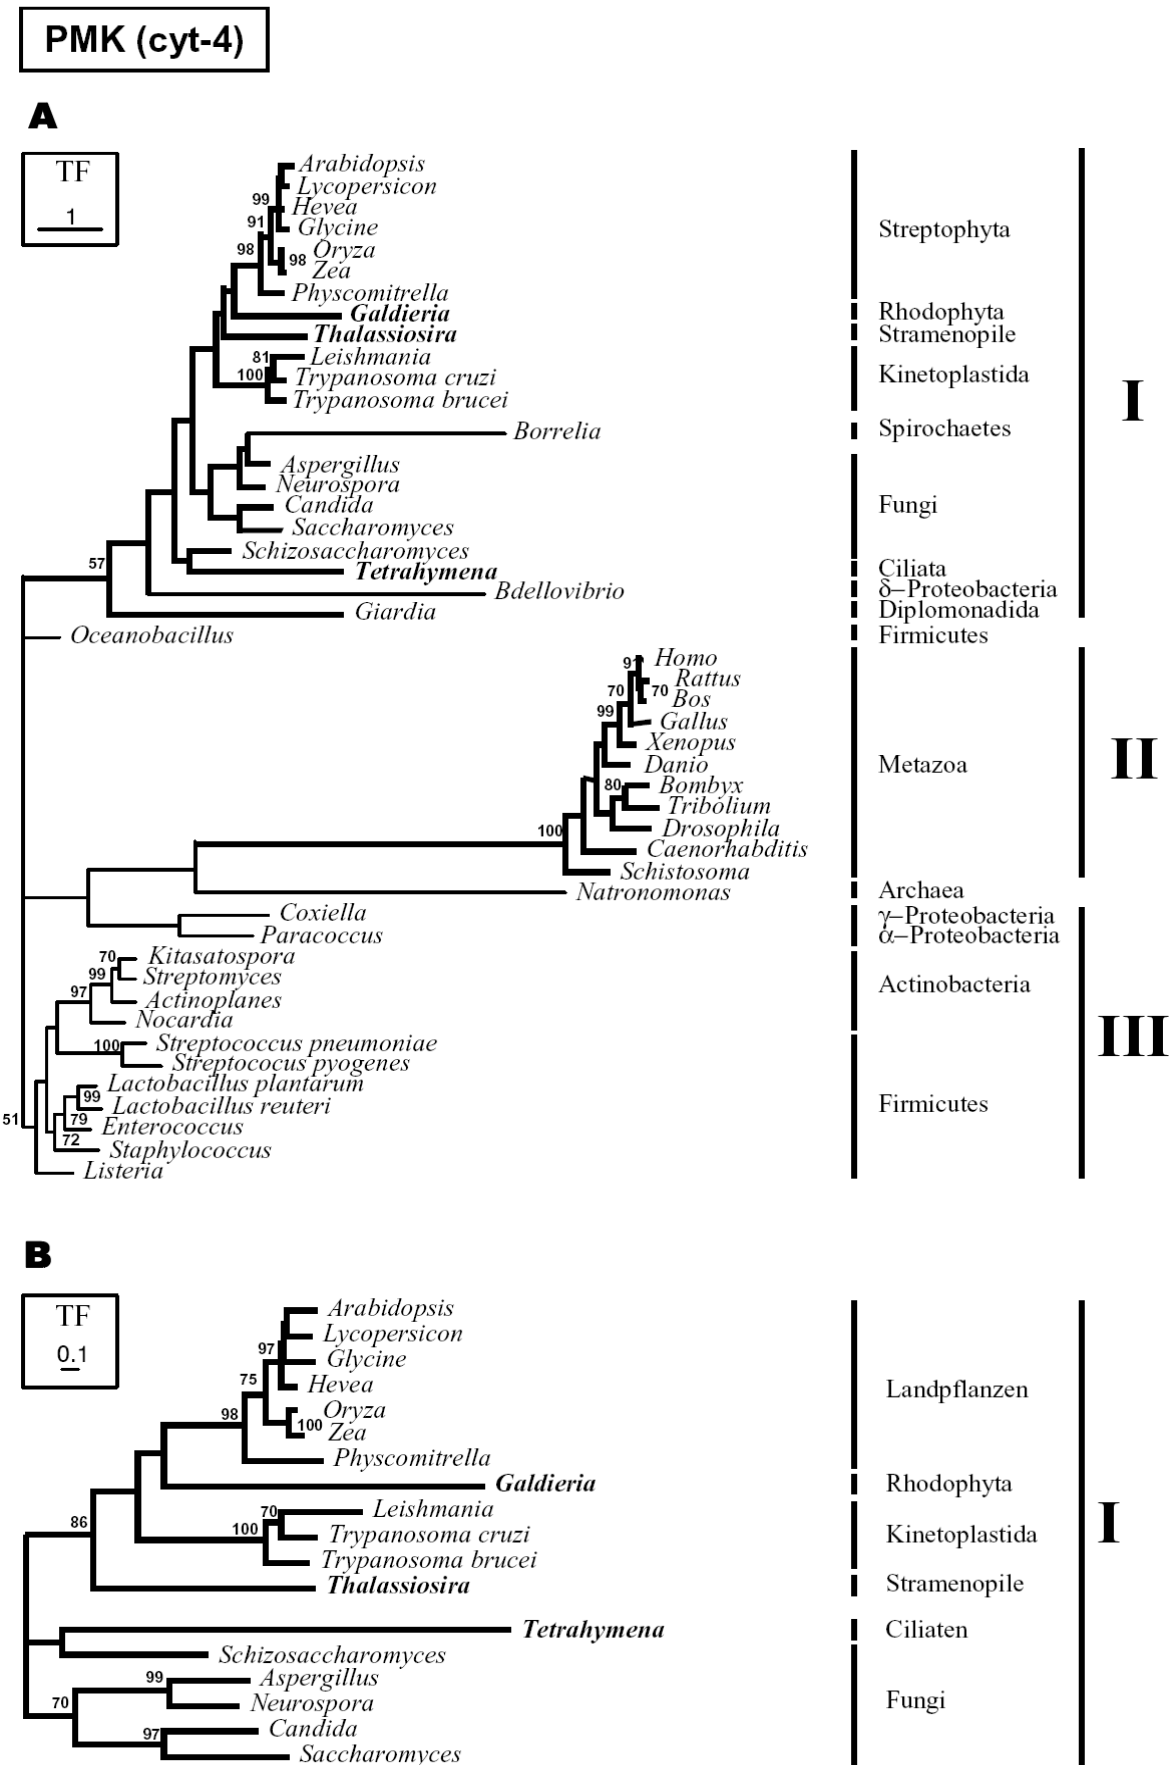 PMK (cyt-4)
A
TF
1
Arabidopsis
Lycopersicon
99
Hevea
91
Glycine
Streptophyta
98
Oryza
98
Zea
Physcomitrella
Galdieria
Rhodophyta
Thalassiosira
Stramenopile
81
Leishmania
100
Trypanosoma cruzi
Kinetoplastida
Trypanosoma brucei
I
Borrelia
Spirochaetes
Aspergillus
Neurospora
Candida
Fungi
Saccharomyces
Schizosaccharomyces
57
Tetrahymena
Ciliata
Bdellovibrio
δ−Proteobacteria
Giardia
Diplomonadida
Oceanobacillus
Firmicutes
91
Homo
Rattus
70
70
Bos
99
Gallus
Xenopus
Danio
Metazoa
II
80
Bombyx
Tribolium
100
Drosophila
Caenorhabditis
Schistosoma
Natronomonas
Archaea
Coxiella
γ−Proteobacteria
Paracoccus
α−Proteobacteria
70
Kitasatospora
99
Streptomyces
97
Actinoplanes
Actinobacteria
Nocardia
100
Streptococcus pneumoniae
III
Streptococus pyogenes
Lactobacillus plantarum
99
Lactobacillus reuteri
Firmicutes
51
79
Enterococcus
72
Staphylococcus
Listeria
B
TF
0.1
Arabidopsis
Lycopersicon
97
Glycine
75
Hevea
Landpflanzen
98
Oryza
100
Zea
Physcomitrella
Galdieria
Rhodophyta
70
Leishmania
86
100
Trypanosoma cruzi
Kinetoplastida
I
Trypanosoma brucei
Thalassiosira
Stramenopile
Tetrahymena
Ciliaten
Schizosaccharomyces
99
Aspergillus
70
Neurospora
Fungi
97
Candida
Saccharomyces